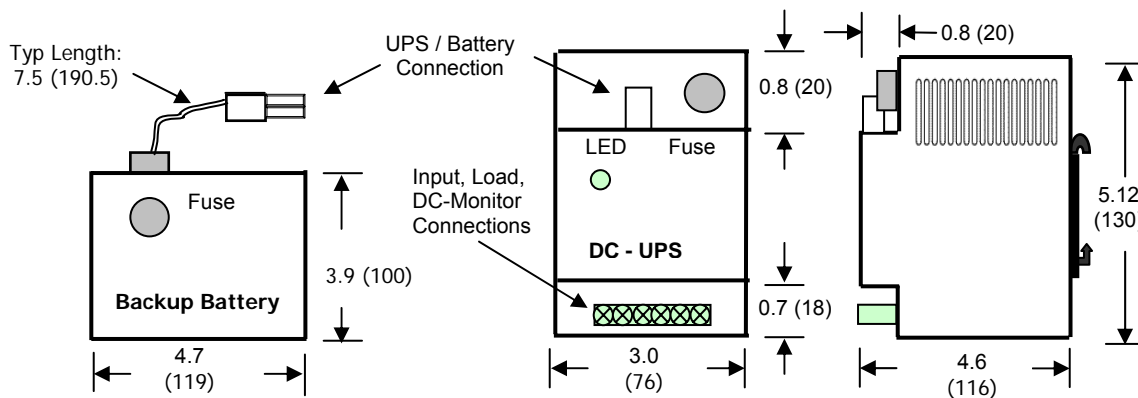 Typ Length:
7.5 (190.5)
Fuse
Backup Battery
3.9 (100)
4.7
(119)
UPS / Battery
Connection
Input, Load,
DC-Monitor
Connections
LED
Fuse
DC - UPS
0.8 (20)
0.7 (18)
3.0
(76)
0.8 (20)
5.12
(130)
4.6
(116)